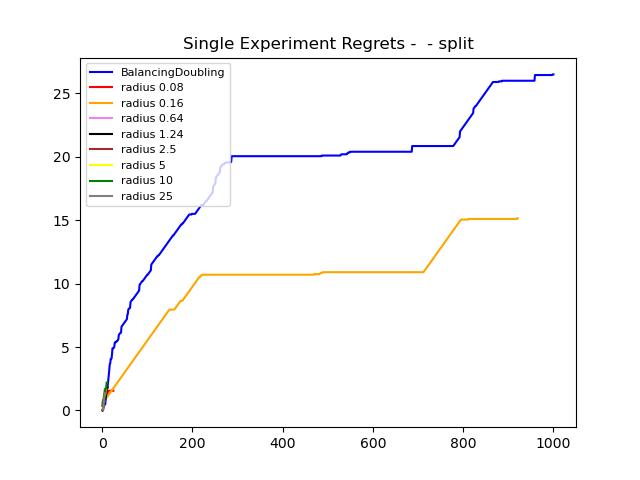 Single Experiment Regrets -  - split
BalancingDoubling
radius 0.08
radius 0.16
radius 0.64
radius 1.24
radius 2.5
radius 5
radius 10
radius 25
25
20
15
10
5
0
0 200 400 600 800 1000